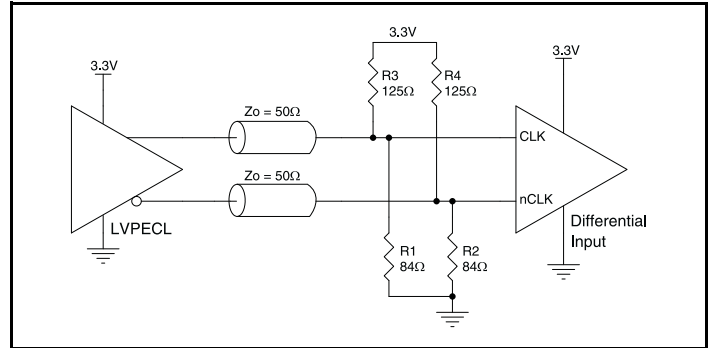 3.3V
3.3V
3.3V
R3
125Ω
R4
125Ω
Zo = 50Ω
CLK
Zo = 50Ω
nCLK
LVPECL
Differential
Input
R1
84Ω
R2
84Ω